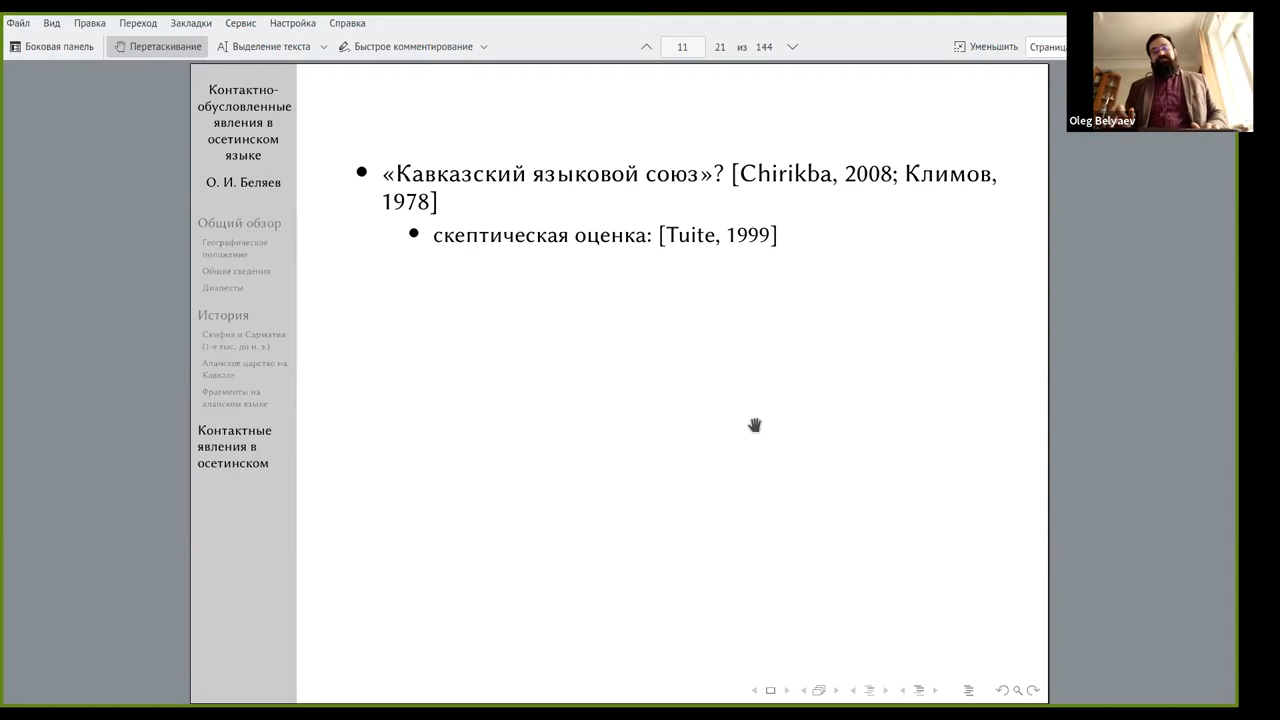 Файл Вид Правка Переход Закладки Сервис Настройка Справка
Боковая панель Перетаскивание Выделение текста Быстрое комментирование 11 21 из 144 Уменьшить Страница
Oleg Belyaev
Контактно-
обусловленные
явления в
осетинском
языке
О. И. Беляев
Общий обзор
Географическое
положение
Общие сведения
Диалекты
История
Скифия и Сарматия
(1-е тыс. до н. э.)
Аланское царство на
Кавказе
Фрагменты на
аланском языке
Контактные
явления в
осетинском
• «Кавказский языковой союз»? [Chirikba, 2008; Климов,
1978]
• скептическая оценка: [Tuite, 1999]